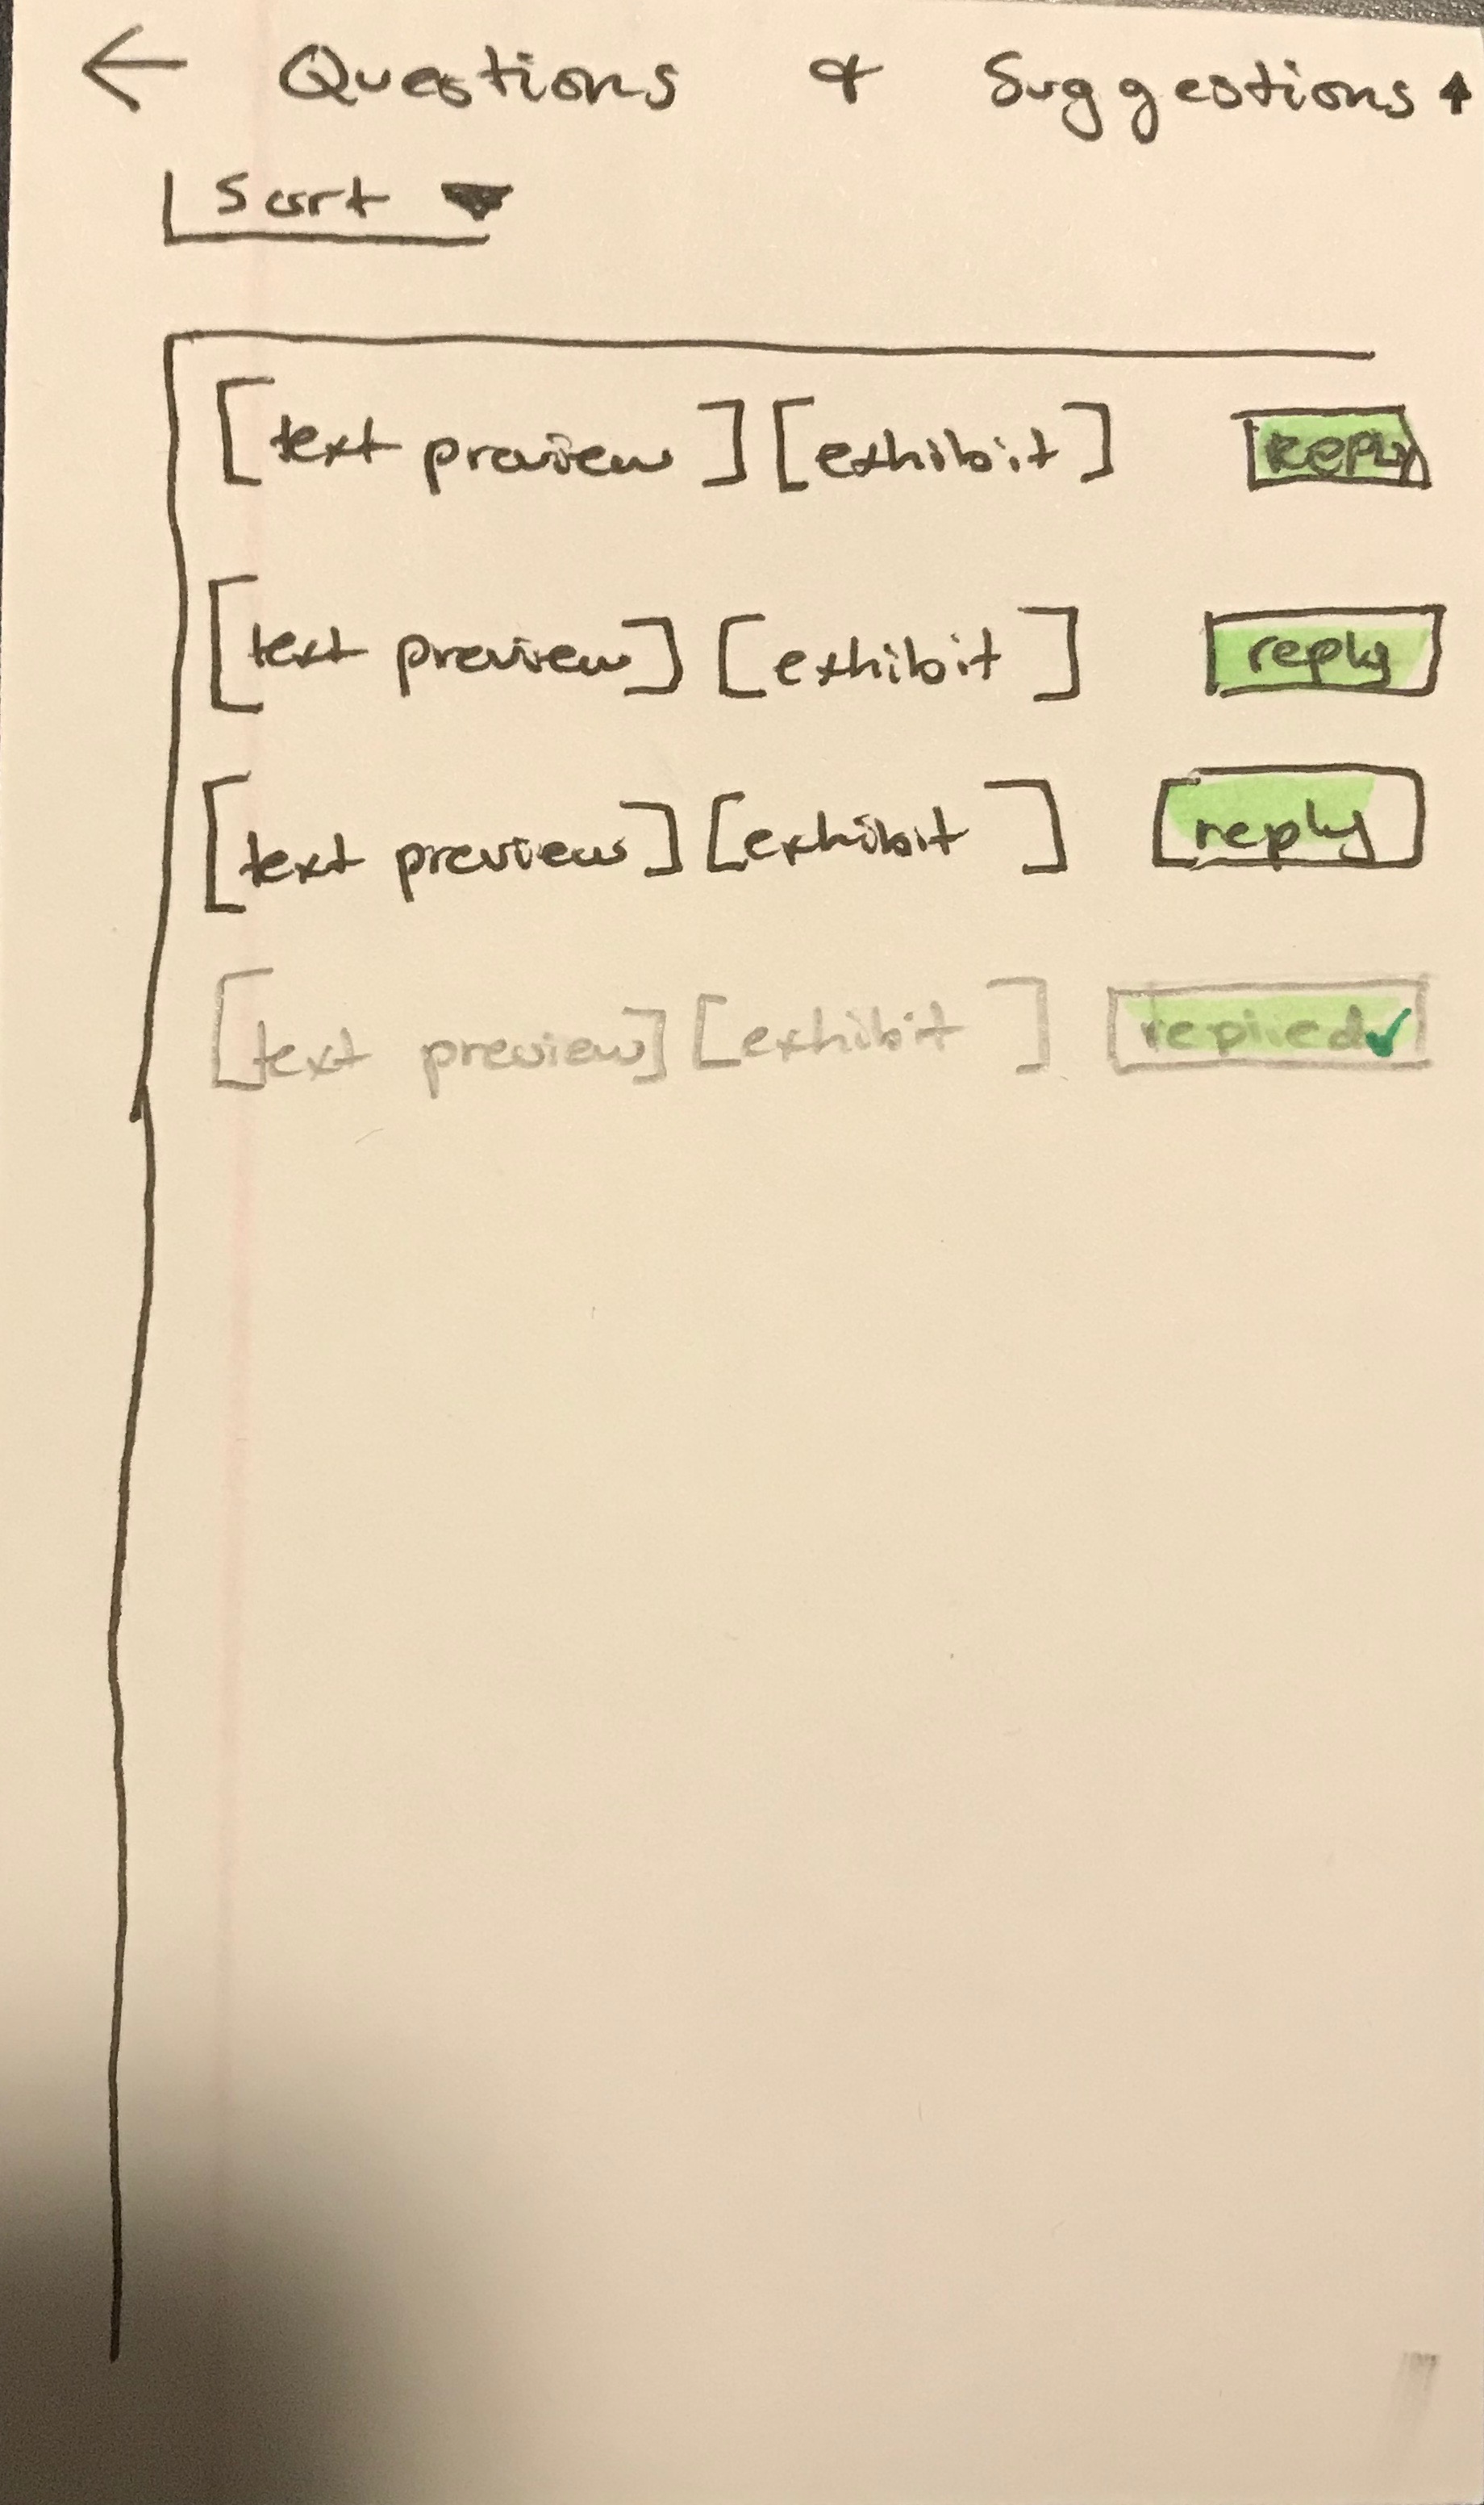 ← Questions & Suggestions
Sort
[text preview] [exhibit] reply
[text preview] [exhibit] reply
[text preview] [exhibit] reply
[text preview] [exhibit] replied ✓